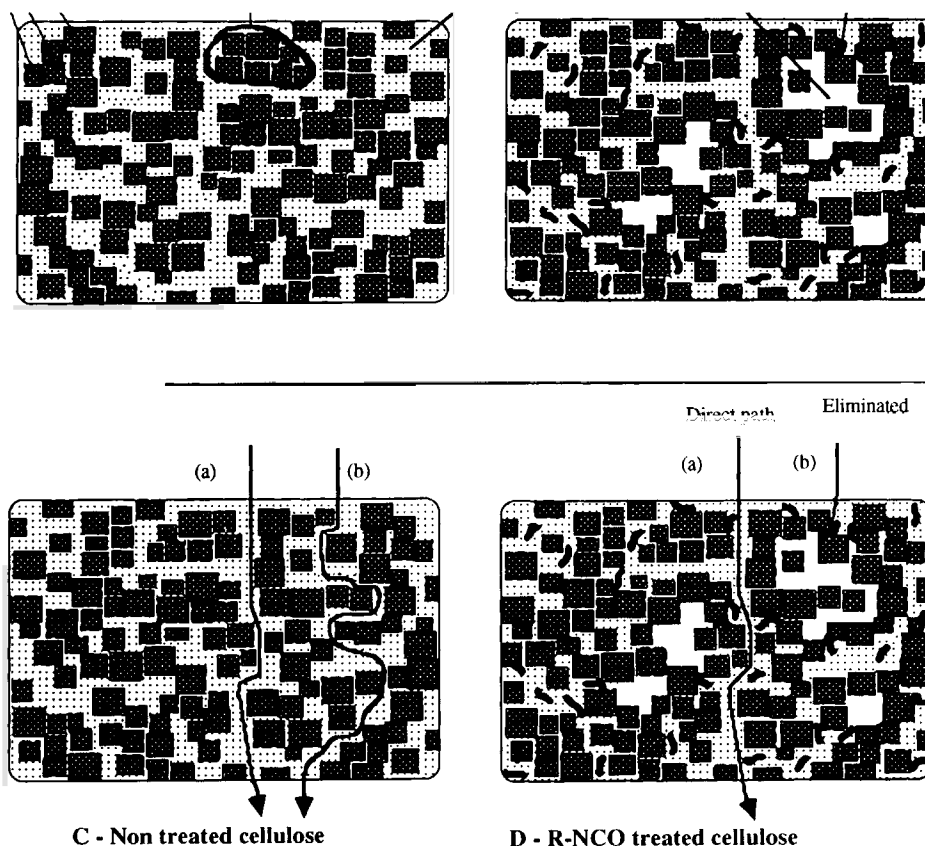 Direct path
Eliminated
(a)
(b)
(a)
(b)
C - Non treated cellulose
D - R-NCO treated cellulose